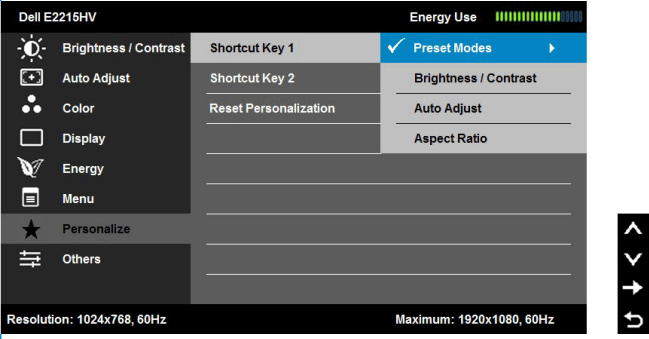 Dell E2215HV Energy Use
Brightness / Contrast Shortcut Key 1 Preset Modes
Auto Adjust Shortcut Key 2 Brightness / Contrast
Color Reset Personalization Auto Adjust
Display Aspect Ratio
Energy
Menu
Personalize
Others
Resolution: 1024x768, 60Hz Maximum: 1920x1080, 60Hz